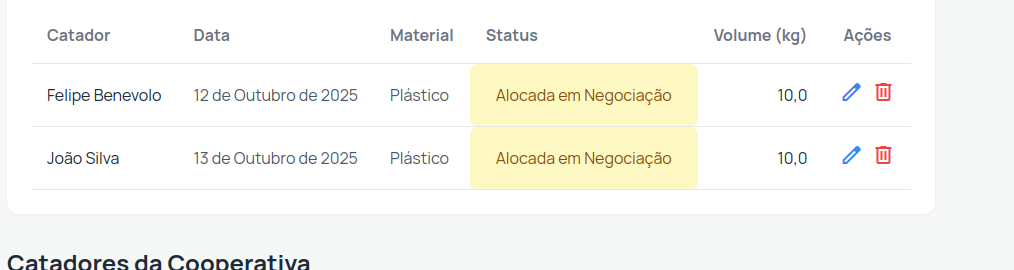 Catador Data Material Status Volume (kg) Ações
Felipe Benevolo 12 de Outubro de 2025 Plástico Alocada em Negociação 10,0
João Silva 13 de Outubro de 2025 Plástico Alocada em Negociação 10,0
Catadores da Cooperativa